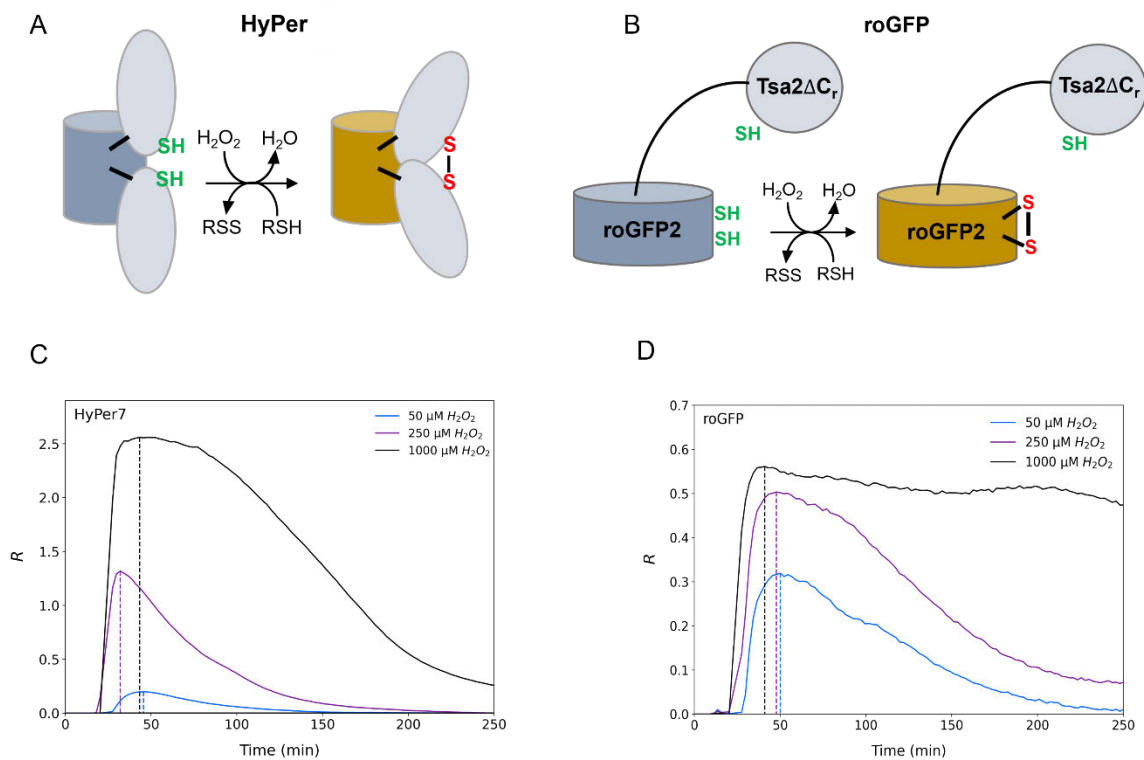 A
HyPer
SH
SH
H₂O₂
H₂O
RSS
RSH
S
S
B
roGFP
Tsa2ΔCᵣ
SH
roGFP2
SH
SH
H₂O₂
H₂O
RSS
RSH
Tsa2ΔCᵣ
SH
roGFP2
S
S
C
HyPer7
50 μM H₂O₂
250 μM H₂O₂
1000 μM H₂O₂
2.5
2.0
1.5
1.0
0.5
0.0
R
0 50 100 150 200 250
Time (min)
D
roGFP
50 μM H₂O₂
250 μM H₂O₂
1000 μM H₂O₂
0.7
0.6
0.5
0.4
0.3
0.2
0.1
0.0
R
0 50 100 150 200 250
Time (min)